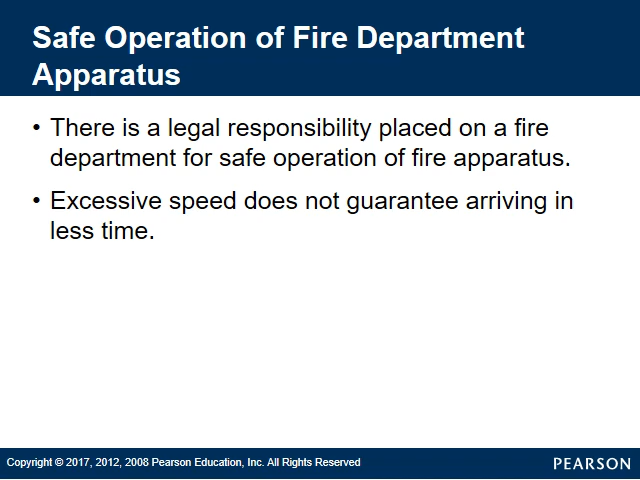 Safe Operation of Fire Department
Apparatus
• There is a legal responsibility placed on a fire
department for safe operation of fire apparatus.
• Excessive speed does not guarantee arriving in
less time.
Copyright © 2017, 2012, 2008 Pearson Education, Inc. All Rights Reserved
PEARSON